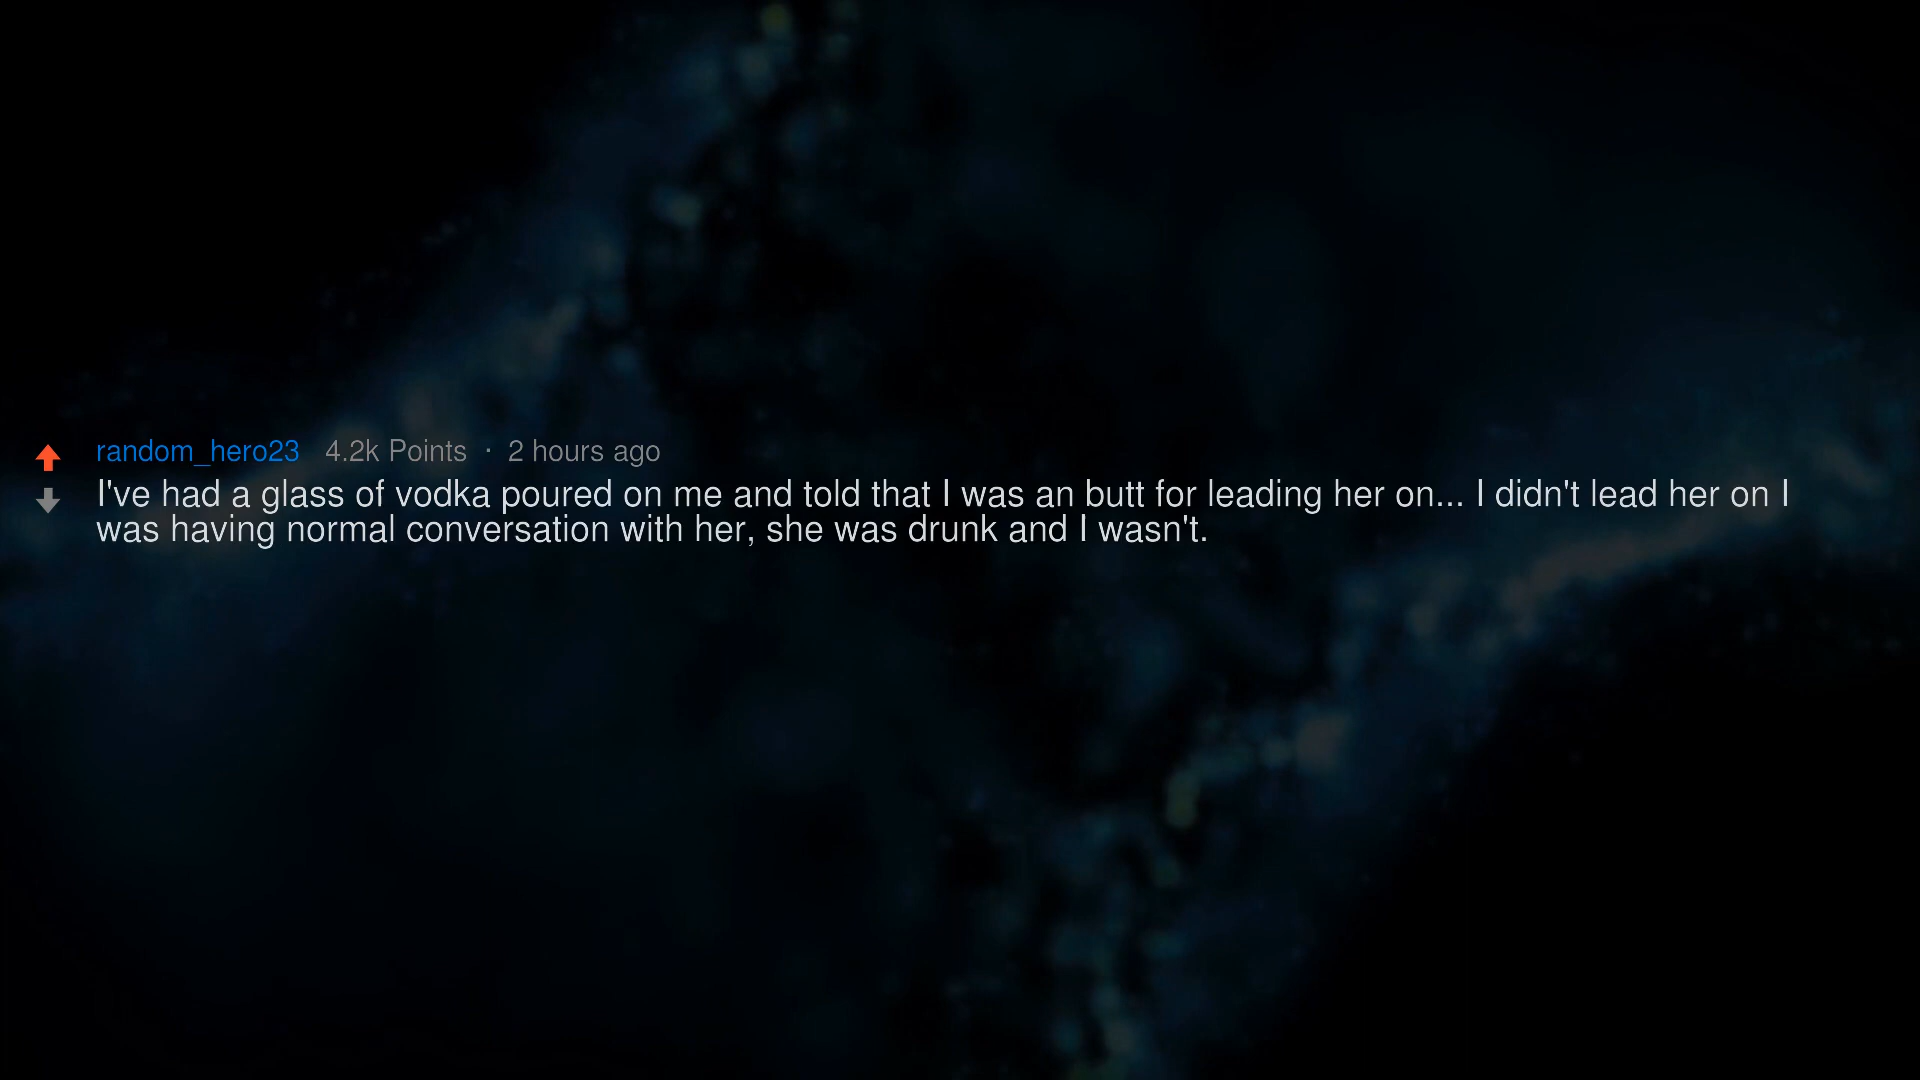 random_hero23 4.2k Points · 2 hours ago
I've had a glass of vodka poured on me and told that I was an butt for leading her on... I didn't lead her on I
was having normal conversation with her, she was drunk and I wasn't.